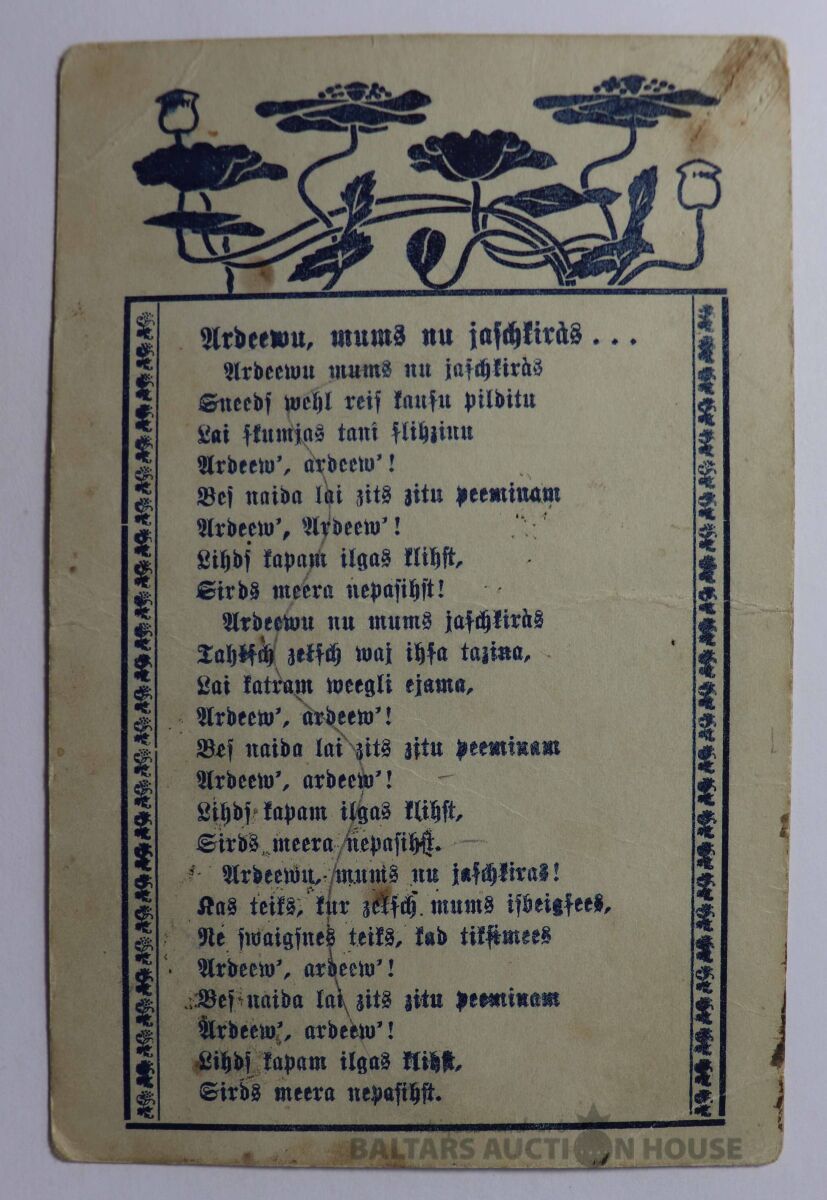 Ardeewu, mums nu jaſchkiràs...
Ardeewu mums nu jaſchkiràs
Sneedſ wehl reiſ kauſu pilditu
Lai ſkumjas tanî ſlihzinu
Ardeew’, ardeew’!
Beſ naida lai zits zitu peeminam
Ardeew’, Ardeew’!
Lihdſ kapam ilgas klihſt,
Sirds meera nepaſihſt!
Ardeewu nu mums jaſchkiràs
Tahlſch zelſch waj ihſa tazina,
Lai katram weegli ejama,
Ardeew’, ardeew’!
Beſ naida lai zits zitu peeminam
Ardeew’, ardeew’!
Lihdſ kapam ilgas klihſt,
Sirds meera nepaſihſt.
Ardeewu, mums nu jaſchkiras!
Kas teiks, kur zelſch mums iſbeigſees,
Ne ſwaigſnes teiks, kad tikſimees
Ardeew’, ardeew’!
Beſ naida lai zits zitu peeminam
Ardeew’, ardeew’!
Lihdſ kapam ilgas klihſt,
Sirds meera nepaſihſt.
BALTARS AUCTION HOUSE